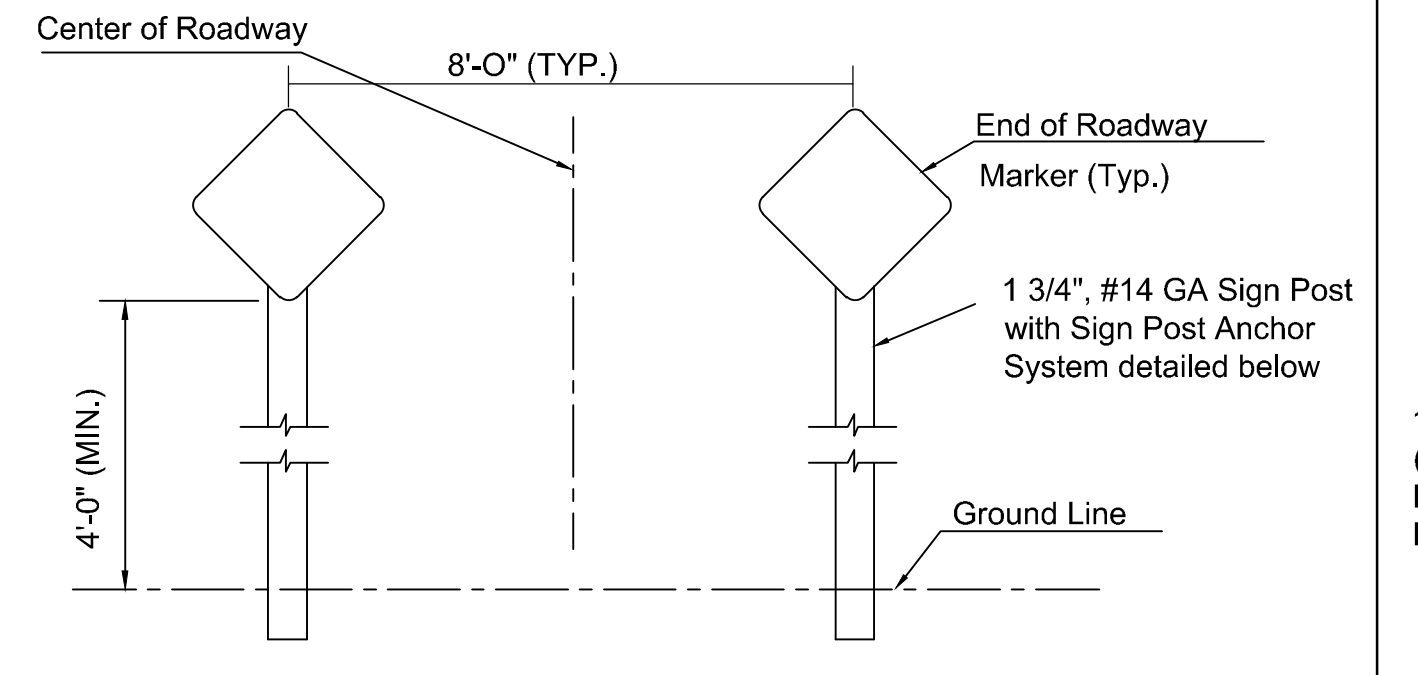 Center of Roadway
8'-O" (TYP.)
End of Roadway
Marker (Typ.)
1 3/4", #14 GA Sign Post
with Sign Post Anchor
System detailed below
4'-0" (MIN.)
Ground Line